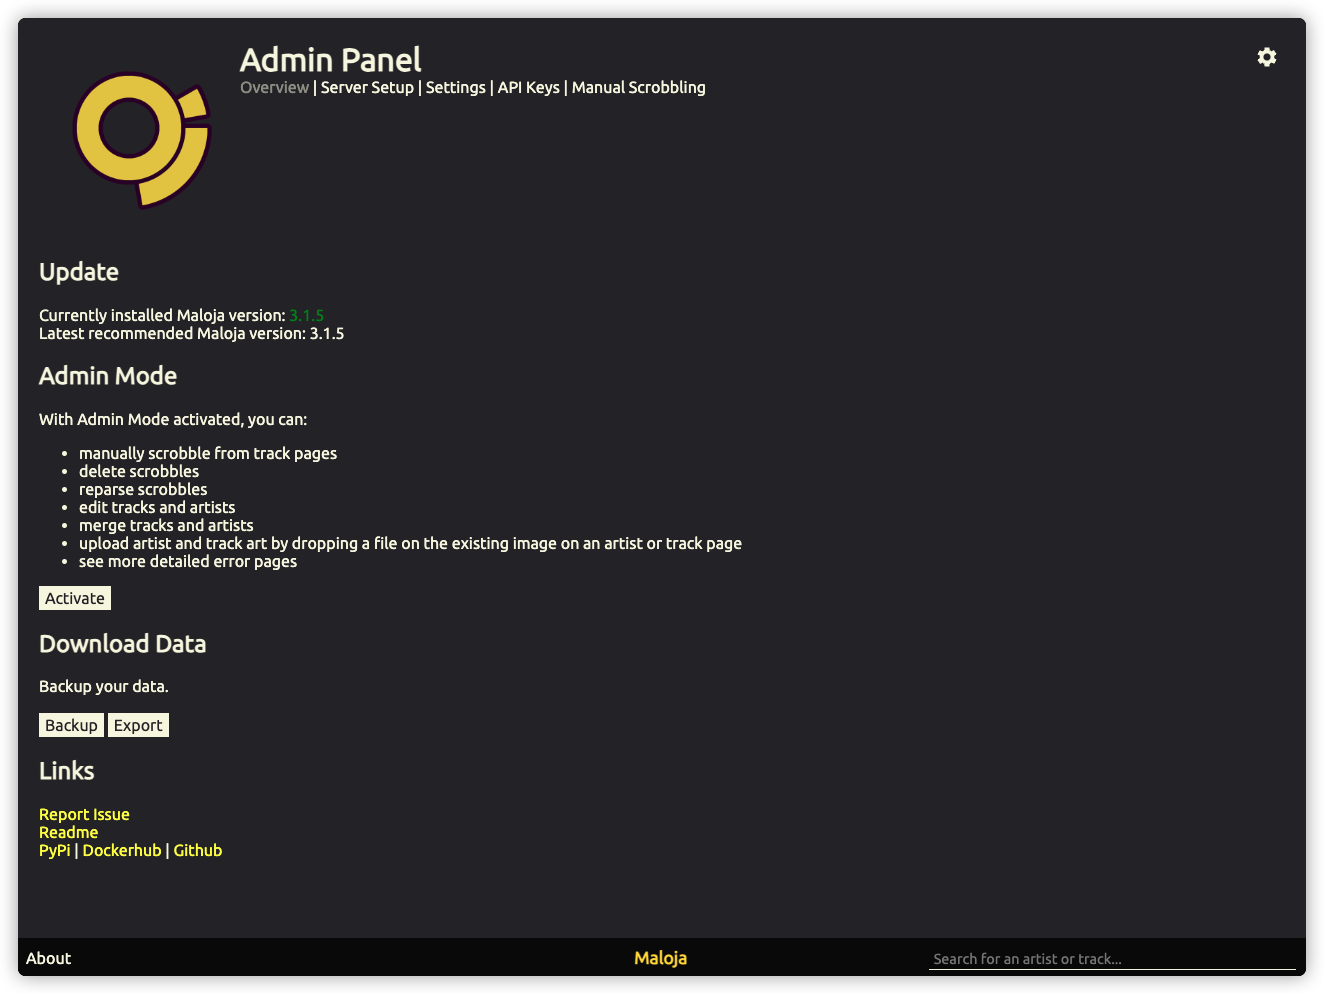 Admin Panel
Overview | Server Setup | Settings | API Keys | Manual Scrobbling
Update
Currently installed Maloja version: 3.1.5
Latest recommended Maloja version: 3.1.5
Admin Mode
With Admin Mode activated, you can:
• manually scrobble from track pages
• delete scrobbles
• reparse scrobbles
• edit tracks and artists
• merge tracks and artists
• upload artist and track art by dropping a file on the existing image on an artist or track page
• see more detailed error pages
Activate
Download Data
Backup your data.
Backup Export
Links
Report Issue
Readme
PyPi | Dockerhub | Github
About Maloja Search for an artist or track...